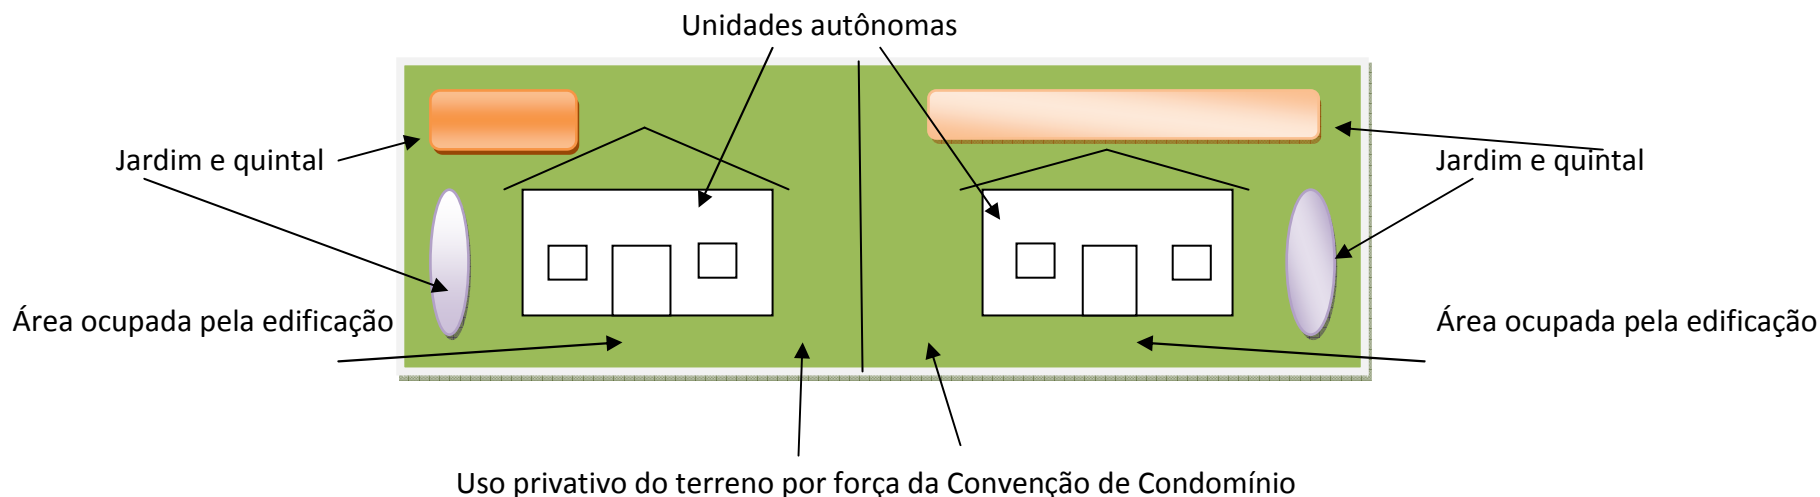 Unidades autônomas
Jardim e quintal
Jardim e quintal
Área ocupada pela edificação
Área ocupada pela edificação
Uso privativo do terreno por força da Convenção de Condomínio